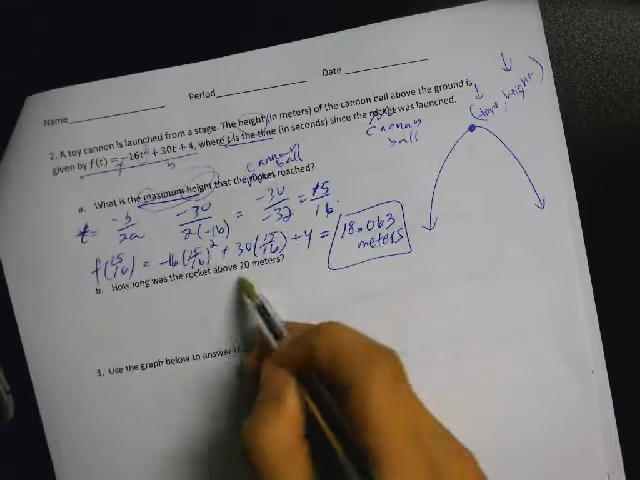 Name
Period
Date
2. A toy cannon is launched from a stage. The height (in meters) of the cannon ball above the ground is
given by f(t) = -16t² + 30t + 4, where t is the time (in seconds) since the rocket was launched.
cannon
ball
cannon
ball
(time, height)
a. What is the maximum height that the rocket reached?
t = -b/2a -30/2(-16) = -30/-32 = 15/16.
f(15/16) = -16(15/16)² + 30(15/16) + 4 = 18.063
meters
b. How long was the rocket above 20 meters?
3. Use the graph below to answer